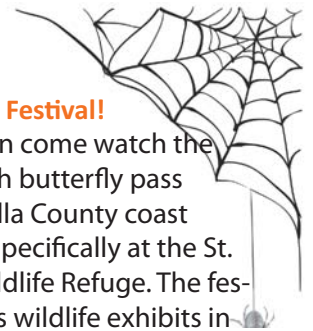 Festival!
n come watch the
h butterfly pass
lla County coast
specifically at the St.
ldlife Refuge. The fes-
s wildlife exhibits in